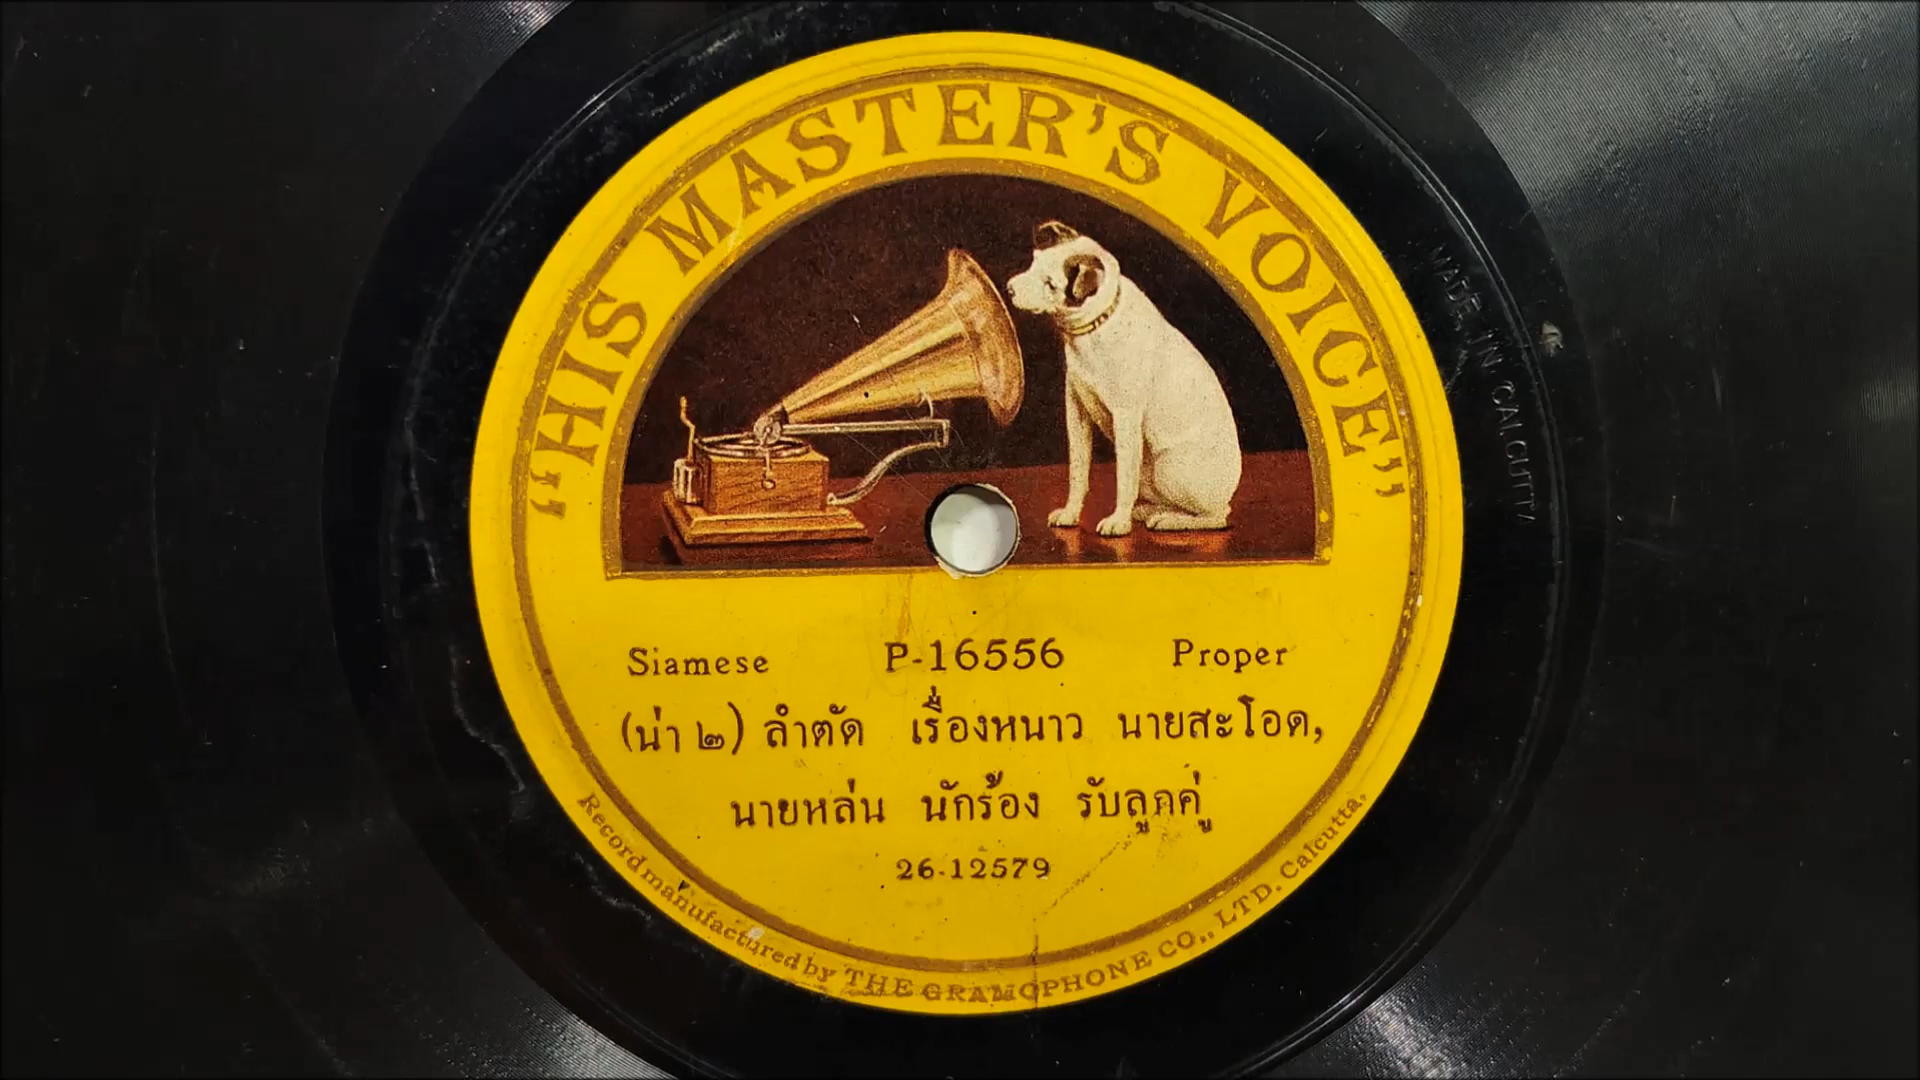 "HIS MASTER'S VOICE"
Siamese P-16556 Proper
(น่า ๒) ลำตัด เรื่องหนาว นายสะโอด,
นายหล่น นักร้อง รับลูกคู่
26-12579
Record manufactured by THE GRAMOPHONE CO., LTD. Calcutta.
MADE IN CALCUTTA